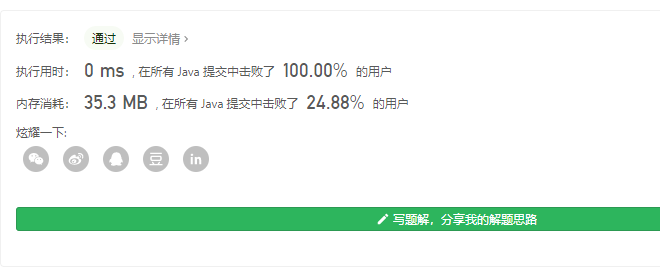 执行结果： 通过 显示详情 ›
执行用时： 0 ms , 在所有 Java 提交中击败了 100.00% 的用户
内存消耗： 35.3 MB , 在所有 Java 提交中击败了 24.88% 的用户
炫耀一下:
豆 in
写题解，分享我的解题思路